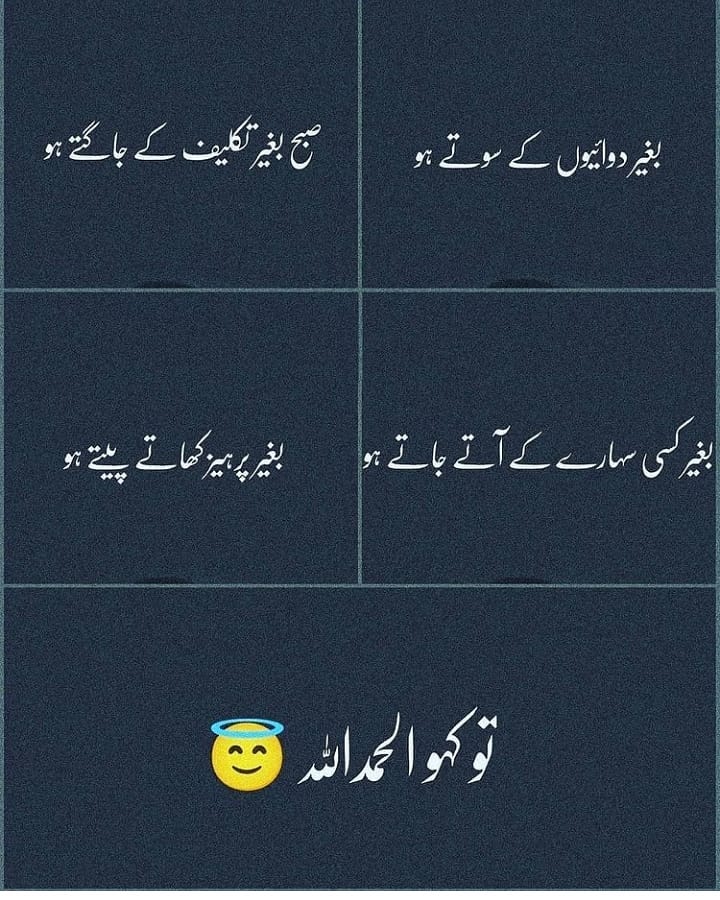 بغیر دوائیوں کے سوتے ہو
صبح بغیر تکلیف کے جاگتے ہو
بغیر کسی سہارے کے آتے جاتے ہو
بغیر پرہیز کھاتے پیتے ہو
تو کہو الحمداللہ 😇